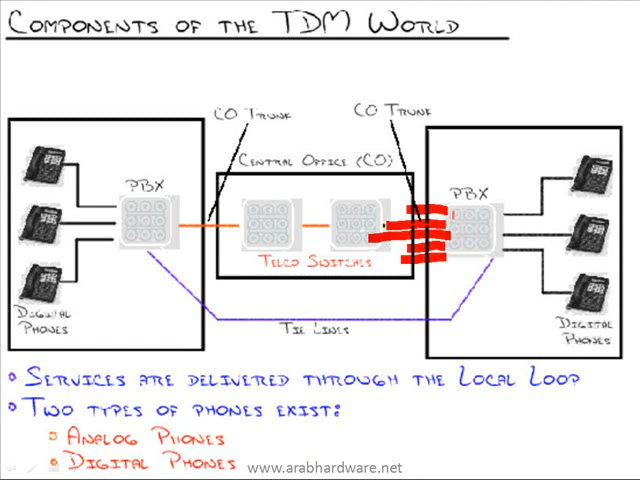 Components of the TDM World
CO Trunk
CO Trunk
Central Office (CO)
PBX
PBX
Telco Switches
Digital
Phones
Digital
Phones
Tie Lines
Services are delivered through the Local Loop
Two types of phones exist:
Analog Phones
Digital Phones
www.arabhardware.net